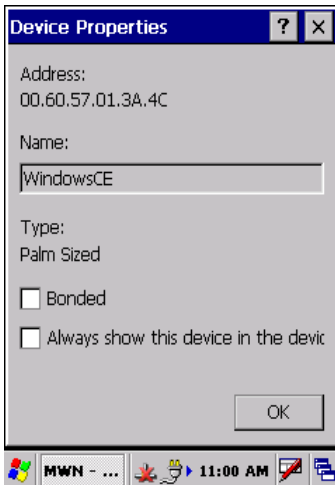 Device Properties ? ×
Address:
00.60.57.01.3A.4C
Name:
WindowsCE
Type:
Palm Sized
Bonded
Always show this device in the devic
OK
MWN - ... 11:00 AM